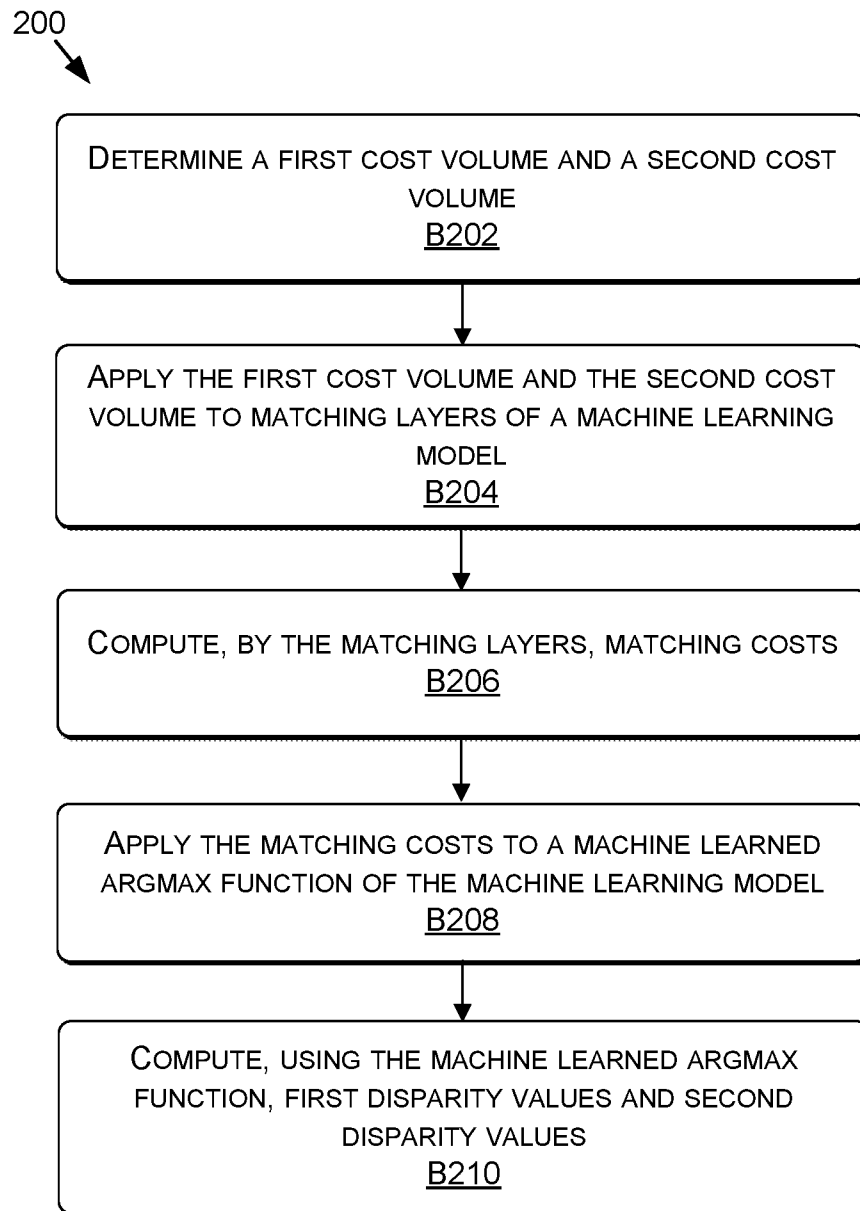 200
DETERMINE A FIRST COST VOLUME AND A SECOND COST
VOLUME
B202
APPLY THE FIRST COST VOLUME AND THE SECOND COST
VOLUME TO MATCHING LAYERS OF A MACHINE LEARNING
MODEL
B204
COMPUTE, BY THE MATCHING LAYERS, MATCHING COSTS
B206
APPLY THE MATCHING COSTS TO A MACHINE LEARNED
ARGMAX FUNCTION OF THE MACHINE LEARNING MODEL
B208
COMPUTE, USING THE MACHINE LEARNED ARGMAX
FUNCTION, FIRST DISPARITY VALUES AND SECOND
DISPARITY VALUES
B210